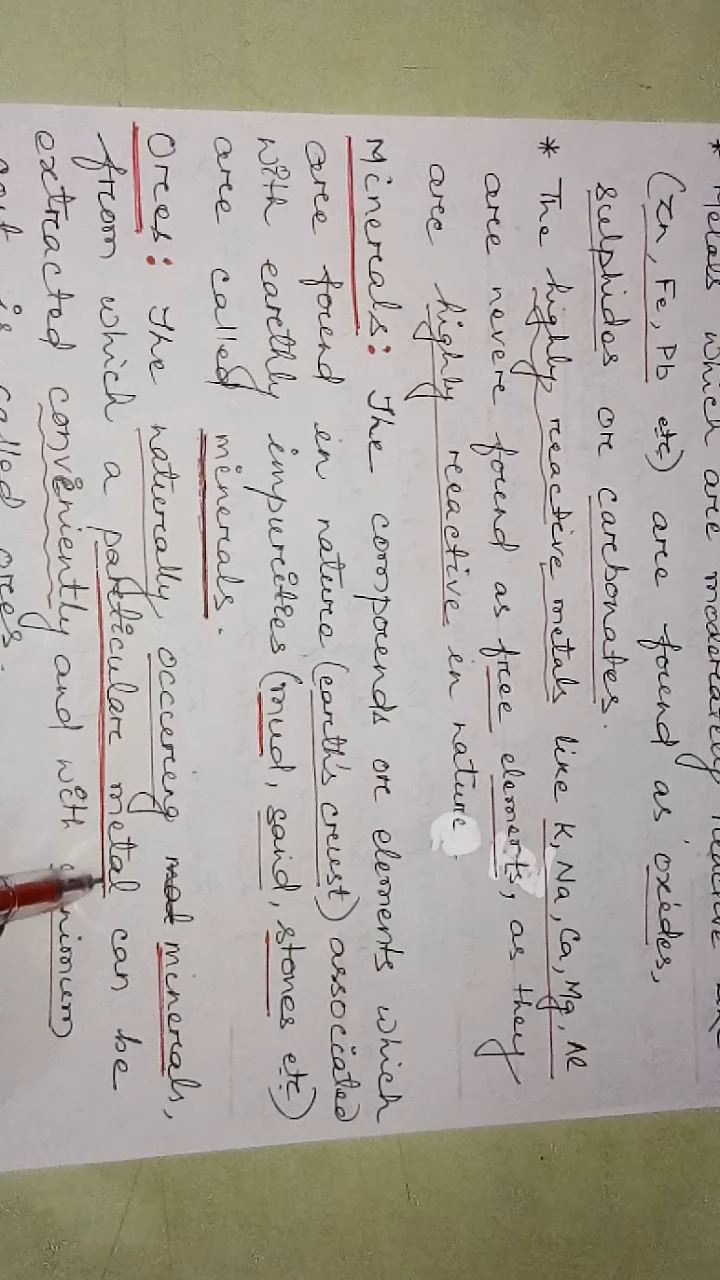 * Metals which are moderately reactive like
(Zn, Fe, Pb etc) are found as oxides,
sulphides or carbonates.
* The highly reactive metals like K, Na, Ca, Mg, Al
are never found as free elements, as they
are highly reactive in nature.
Minerals: The compounds or elements which
are found in nature (earth's crust) associated
with earthly impurities (mud, sand, stones etc)
are called minerals.
Ores: The naturally occuring minerals,
from which a particular metal can be
extracted conveniently and with
cost is called ores.